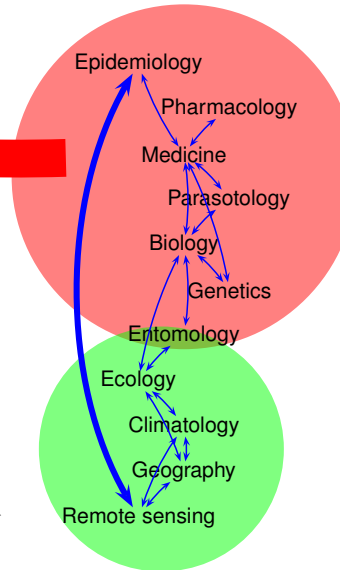 Epidemiology
Pharmacology
Medicine
Parasotology
Biology
Genetics
Entomology
Ecology
Climatology
Geography
Remote sensing